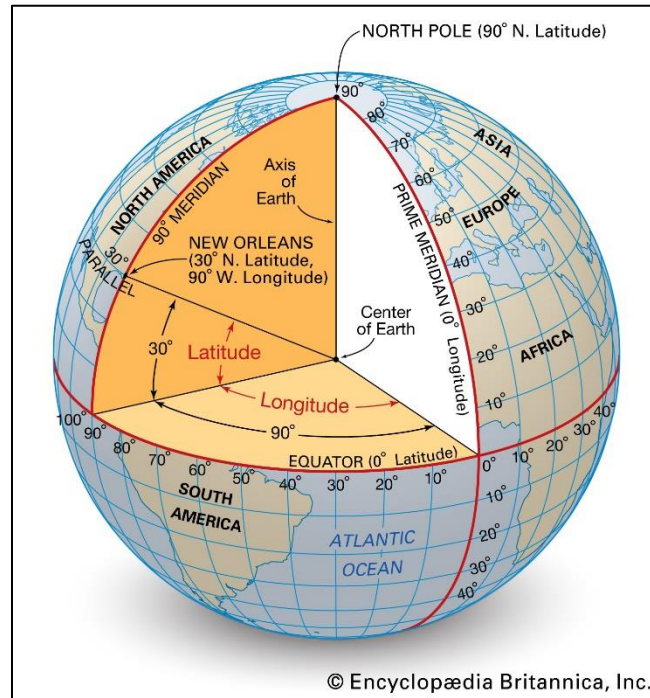 NORTH POLE (90° N. Latitude)
90°
80°
70°
60°
50°
40°
30°
20°
10°
ASIA
EUROPE
AFRICA
NORTH AMERICA
90° MERIDIAN
Axis
of
Earth
PRIME MERIDIAN (0° Longitude)
30°
PARALLEL
NEW ORLEANS
(30° N. Latitude,
90° W. Longitude)
Center
of Earth
30°
Latitude
Longitude
90°
EQUATOR (0° Latitude)
100° 90° 80° 70° 60° 50° 40° 30° 20° 10° 0° 10° 20° 30° 40°
10°
20°
30°
40°
SOUTH
AMERICA
ATLANTIC
OCEAN
© Encyclopædia Britannica, Inc.